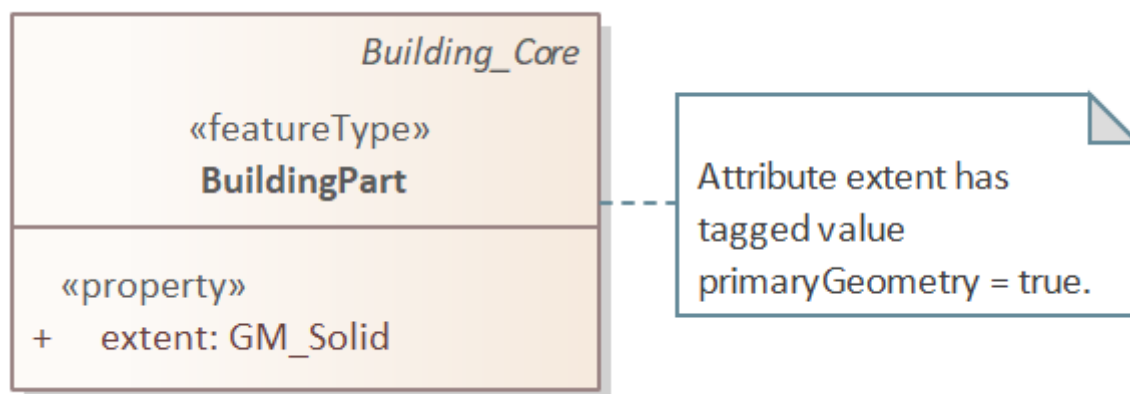 Building_Core
«featureType»
BuildingPart
«property»
+ extent: GM_Solid
Attribute extent has
tagged value
primaryGeometry = true.